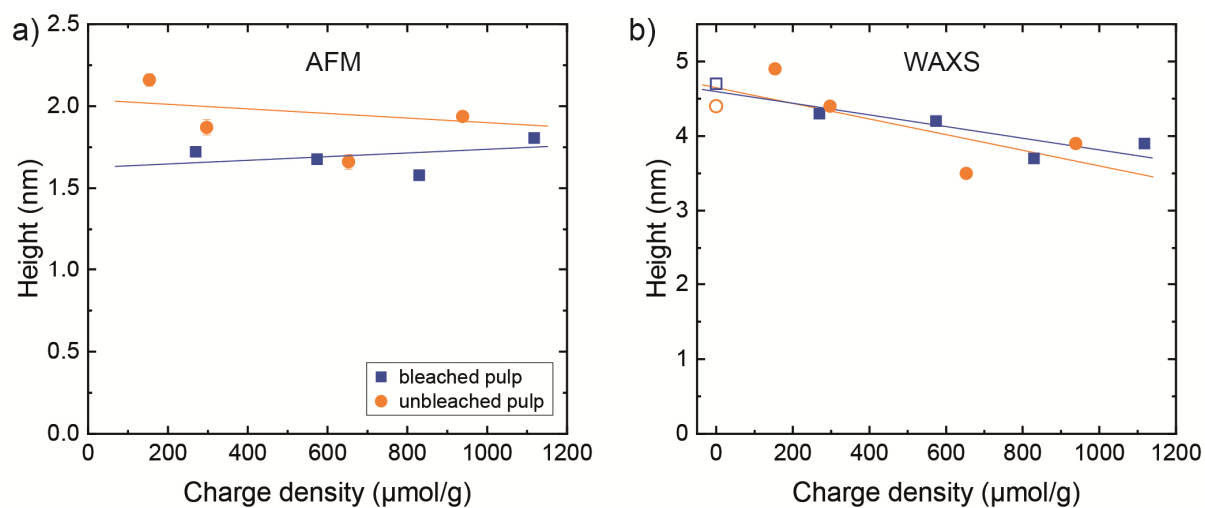 a)
AFM
Height (nm)
2.5
2.0
1.5
1.0
0.5
0.0
0 200 400 600 800 1000 1200
Charge density (µmol/g)
bleached pulp
unbleached pulp
b)
WAXS
Height (nm)
5
4
3
2
1
0
0 200 400 600 800 1000 1200
Charge density (µmol/g)